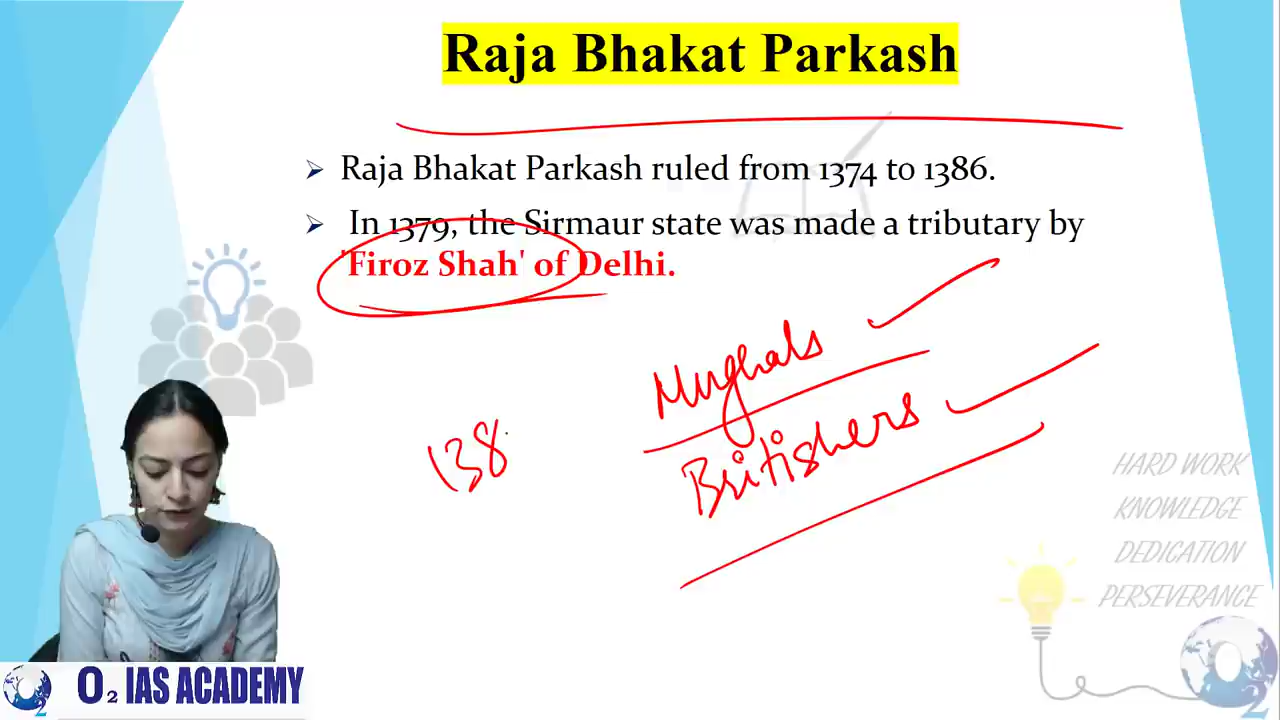 Raja Bhakat Parkash
➢ Raja Bhakat Parkash ruled from 1374 to 1386.
➢ In 1379, the Sirmaur state was made a tributary by
'Firoz Shah' of Delhi.
Mughals
Britishers
138
HARD WORK
KNOWLEDGE
DEDICATION
PERSEVERANCE
O2 IAS ACADEMY
O2